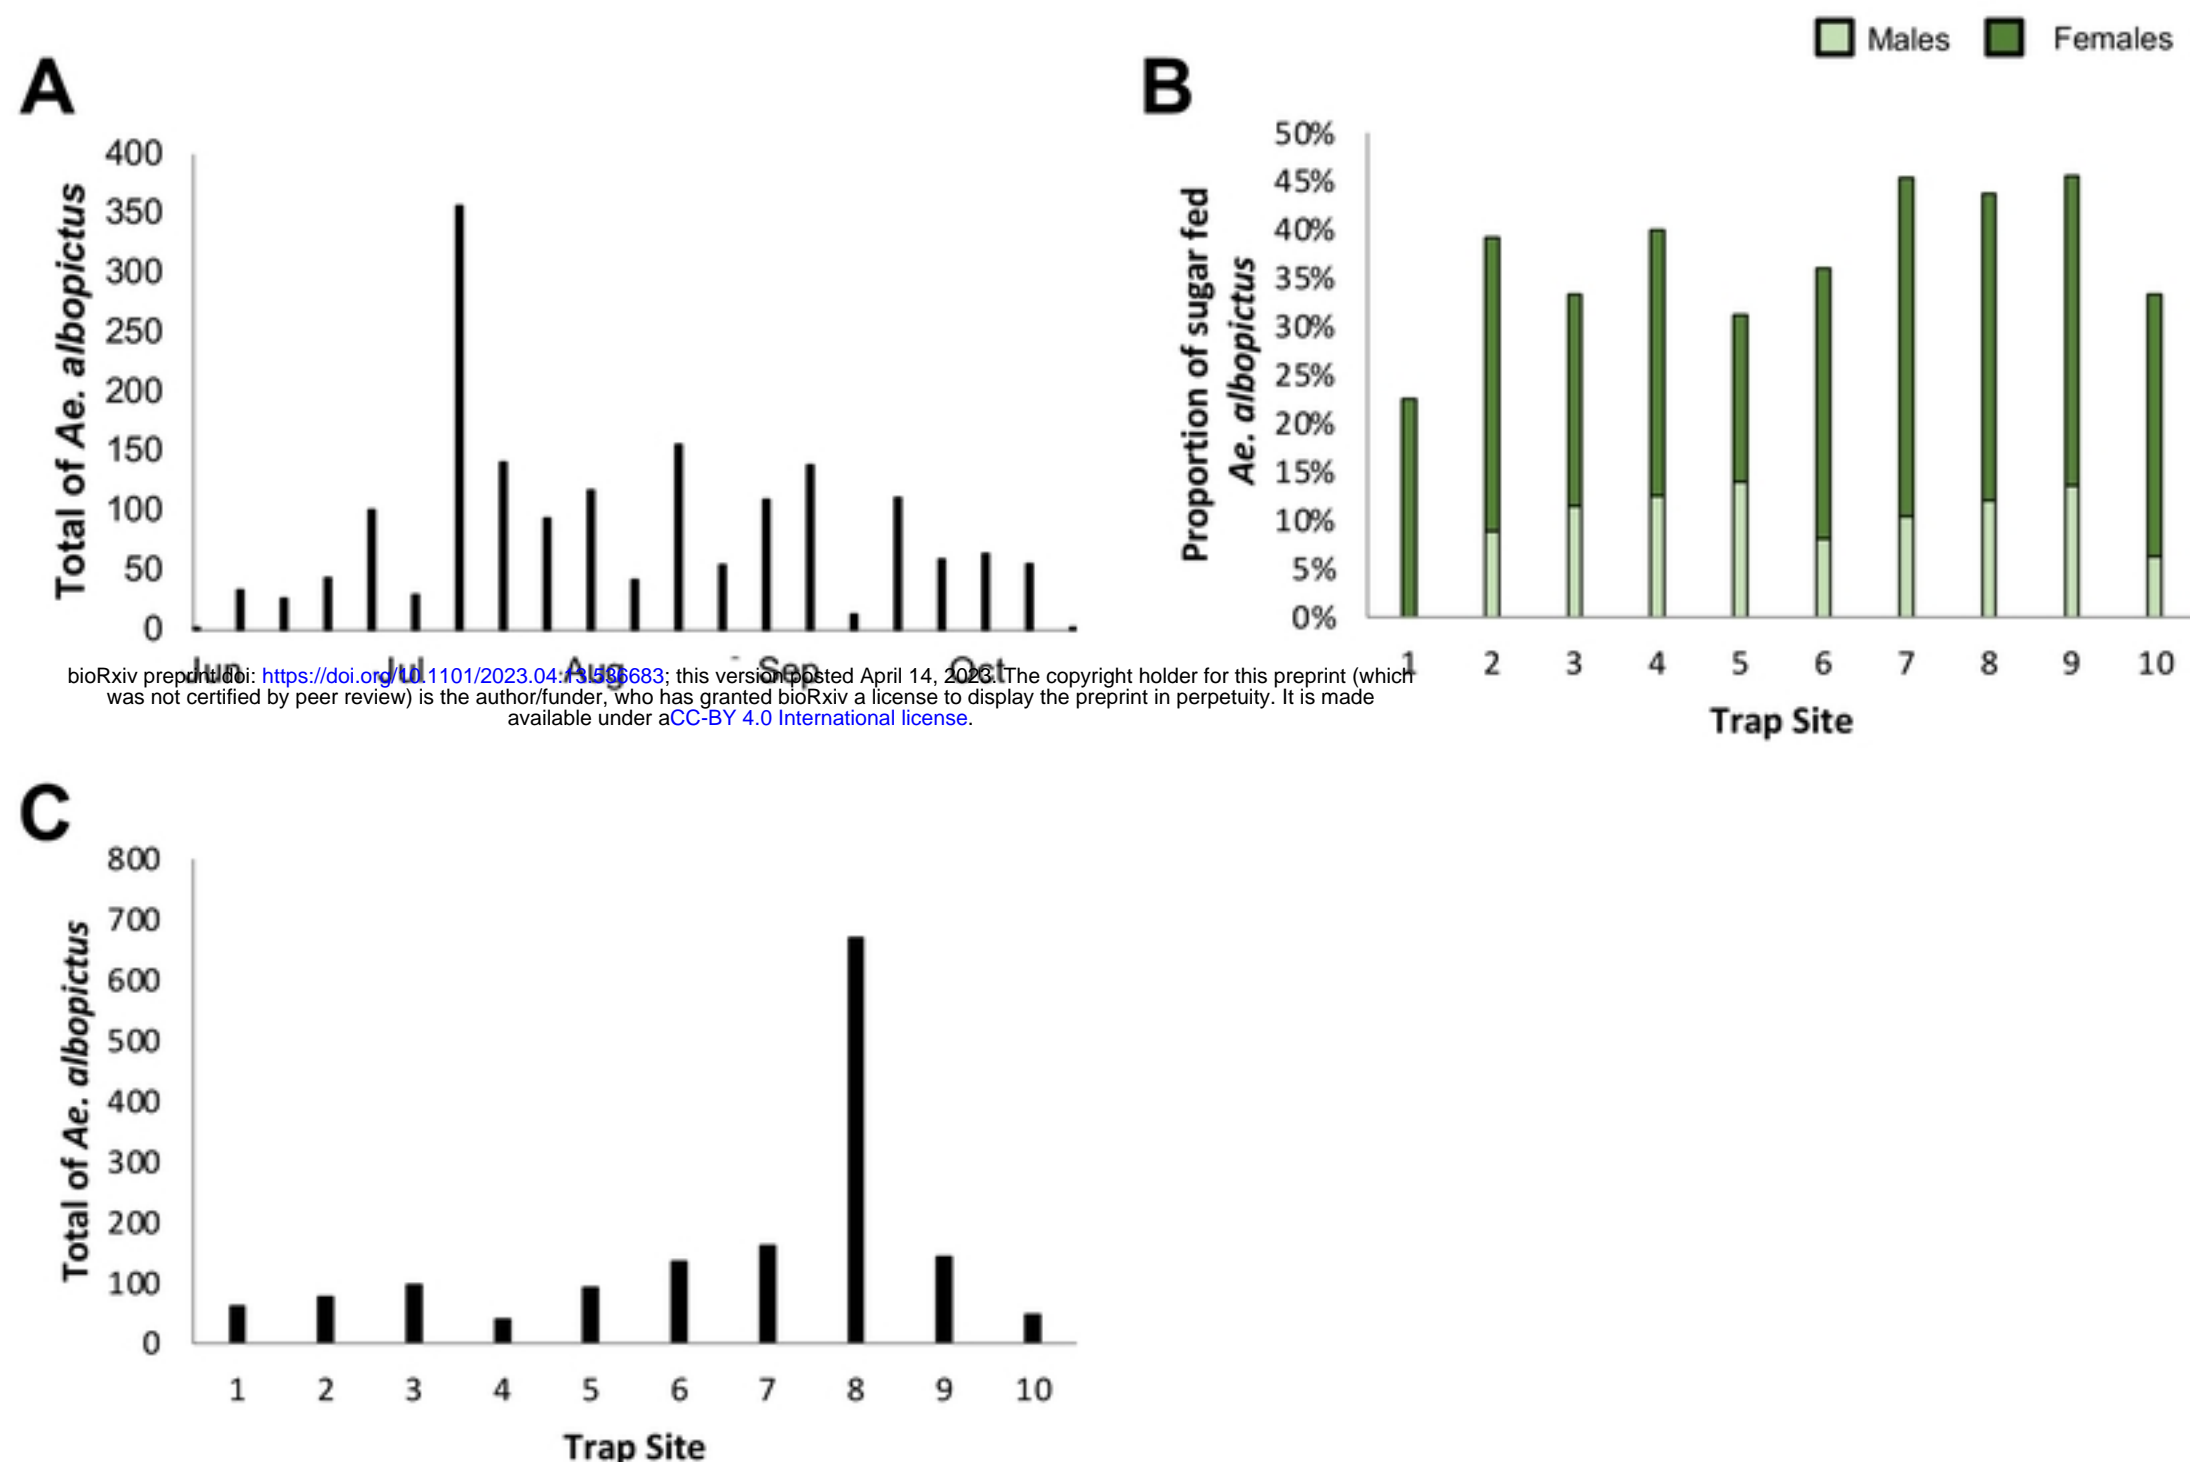 Males Females
A
B
400
350
300
250
200
150
100
50
0
Total of Ae. albopictus
Jun Jul Aug Sep Oct
50%
45%
40%
35%
30%
25%
20%
15%
10%
5%
0%
Proportion of sugar fed
Ae. albopictus
1 2 3 4 5 6 7 8 9 10
Trap Site
bioRxiv preprint doi: https://doi.org/10.1101/2023.04.13.536683; this version posted April 14, 2023. The copyright holder for this preprint (which
was not certified by peer review) is the author/funder, who has granted bioRxiv a license to display the preprint in perpetuity. It is made
available under aCC-BY 4.0 International license.
C
800
700
600
500
400
300
200
100
0
Total of Ae. albopictus
1 2 3 4 5 6 7 8 9 10
Trap Site